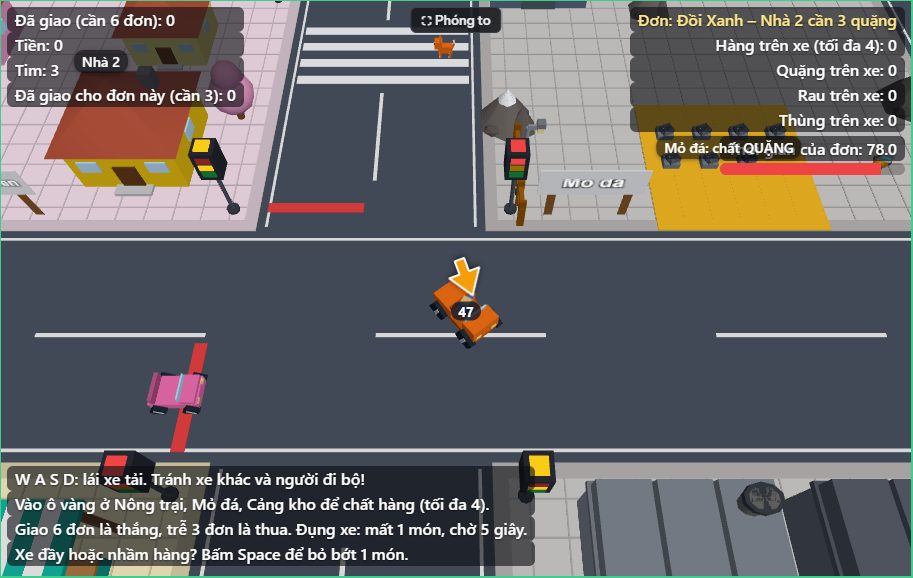 Đã giao (cần 6 đơn): 0
Tiền: 0
Tim: 3
Đã giao cho đơn này (cần 3): 0
Nhà 2
Phóng to
Đơn: Đồi Xanh – Nhà 2 cần 3 quặng
Hàng trên xe (tối đa 4): 0
Quặng trên xe: 0
Rau trên xe: 0
Thùng trên xe: 0
Mỏ đá: chất QUẶNG
của đơn: 78.0
Mỏ đá
47
W A S D: lái xe tải. Tránh xe khác và người đi bộ!
Vào ô vàng ở Nông trại, Mỏ đá, Cảng kho để chất hàng (tối đa 4).
Giao 6 đơn là thắng, trễ 3 đơn là thua. Đụng xe: mất 1 món, chờ 5 giây.
Xe đầy hoặc nhầm hàng? Bấm Space để bỏ bớt 1 món.